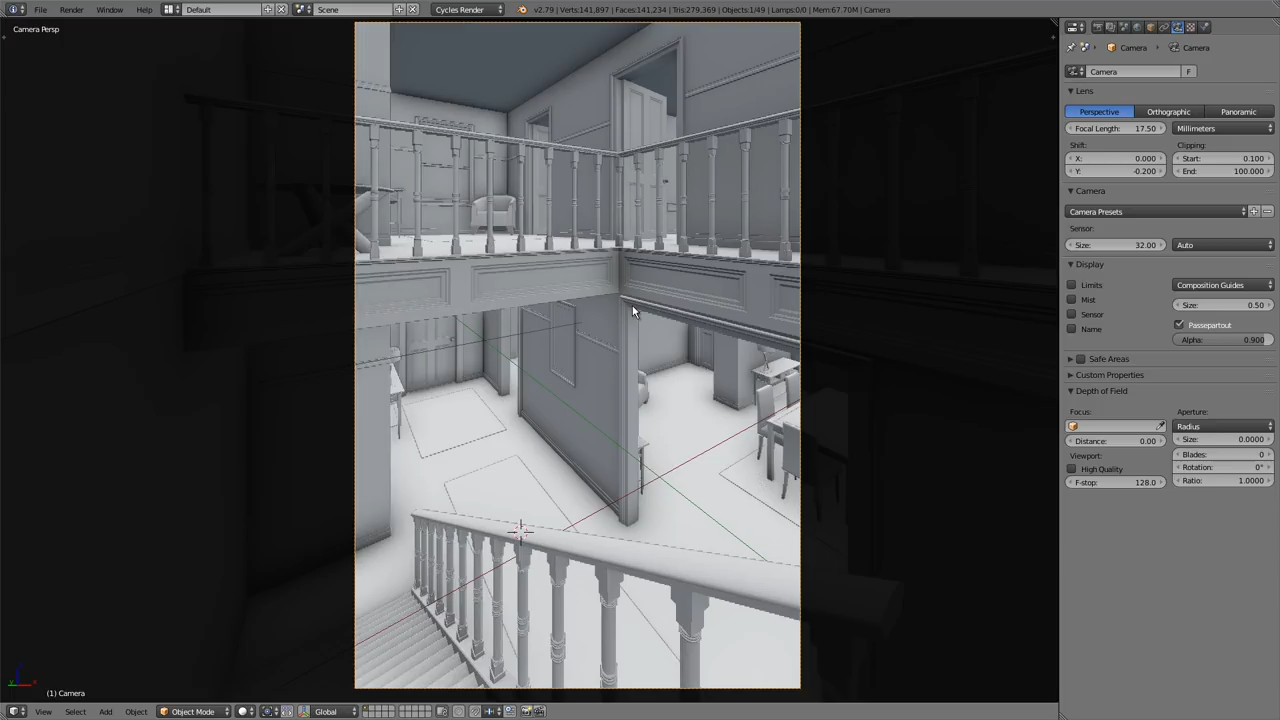 File Render Window Help Default Scene Cycles Render v2.79 | Verts:141,897 | Faces:141,234 | Tris:279,369 | Objects:1/49 | Lamps:0/0 | Mem:67.70M | Camera
Camera Persp
Camera Camera
Camera F
Lens
Perspective Orthographic Panoramic
Focal Length: 17.50 Millimeters
Shift: Clipping:
X: 0.000 Start: 0.100
Y: -0.200 End: 100.000
Camera
Camera Presets
Sensor:
Size: 32.00 Auto
Display
Limits Composition Guides
Mist Size: 0.50
Sensor Passepartout
Name Alpha: 0.900
Safe Areas
Custom Properties
Depth of Field
Focus: Aperture:
Radius
Distance: 0.00 Size: 0.0000
Viewport: Blades: 0
High Quality Rotation: 0°
F-stop: 128.0 Ratio: 1.0000
(1) Camera
View Select Add Object Object Mode Global